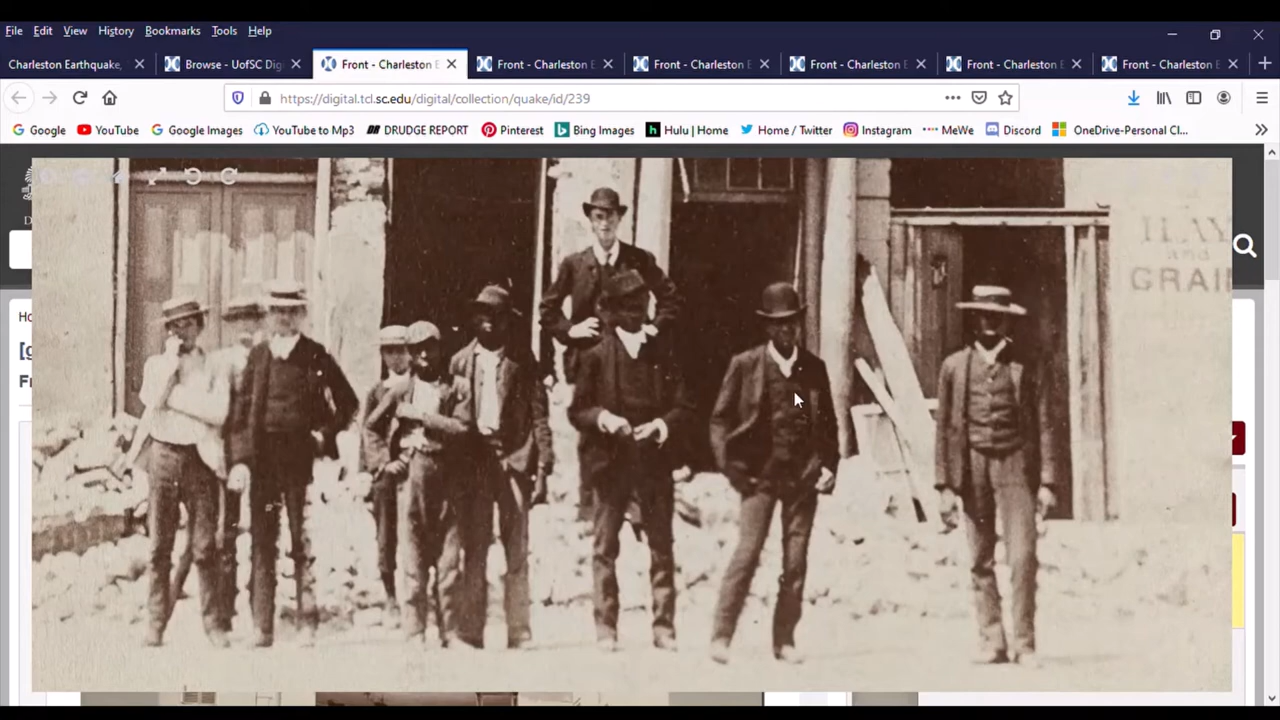 File Edit View History Bookmarks Tools Help
Charleston Earthquake, Browse - UofSC Dig Front - Charleston E Front - Charleston E Front - Charleston E Front - Charleston E Front - Charleston E Front - Charleston E
https://digital.tcl.sc.edu/digital/collection/quake/id/239
Google YouTube Google Images YouTube to Mp3 DRUDGE REPORT Pinterest Bing Images Hulu | Home Home / Twitter Instagram MeWe Discord OneDrive-Personal Cl...
HAY
and
GRAIN
Ho
[g
Fr